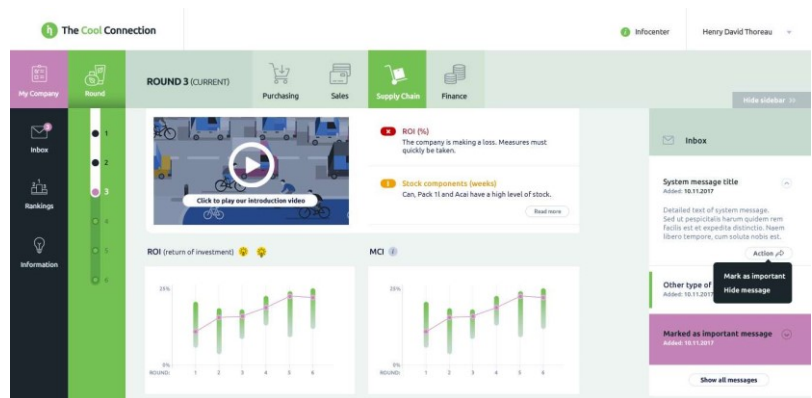 The Cool Connection
Infocenter
Henry David Thoreau
My Company
Round
ROUND 3 (CURRENT)
Purchasing
Sales
Supply Chain
Finance
Hide sidebar
Inbox
3
Rankings
Information
1
2
3
4
5
6
Click to play our introduction video
ROI (%)
The company is making a loss. Measures must
quickly be taken.
Stock components (weeks)
Can, Pack 1l and Acai have a high level of stock.
Read more
ROI (return of investment)
25%
0%
ROUND: 1 2 3 4 5 6
MCI
25%
0%
ROUND: 1 2 3 4 5 6
Inbox
System message title
Added: 10.11.2017
Detailed text of system message.
Sed ut perspicitalis harum quidem rem
facilis est et expedita distinctio. Naem
libero tempore, cum soluta nobis est.
Action
Mark as important
Hide message
Other type of
Added: 10.11.2017
Marked as important message
Added: 10.11.2017
Show all messages